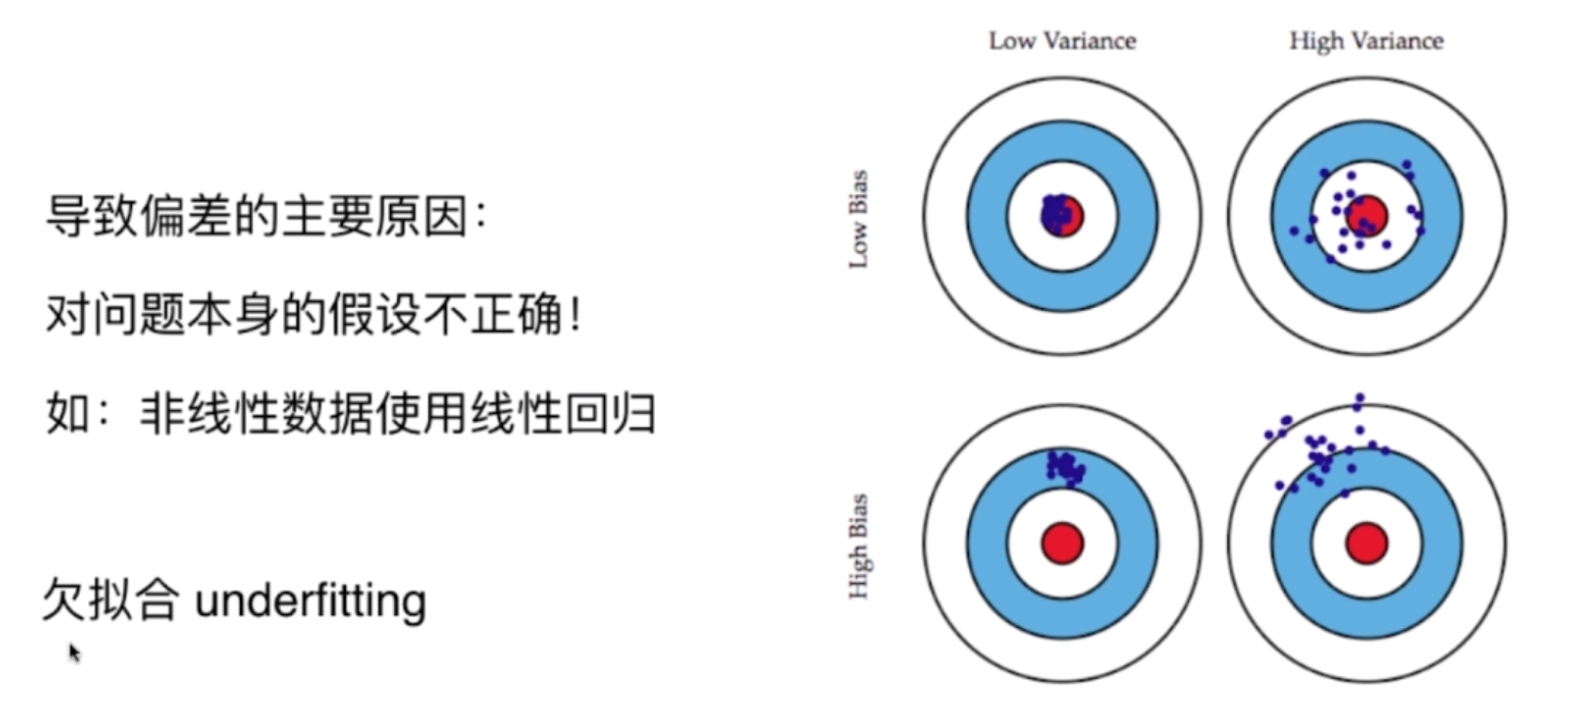 导致偏差的主要原因：
对问题本身的假设不正确！
如：非线性数据使用线性回归
欠拟合 underfitting
Low Variance
High Variance
Low Bias
High Bias